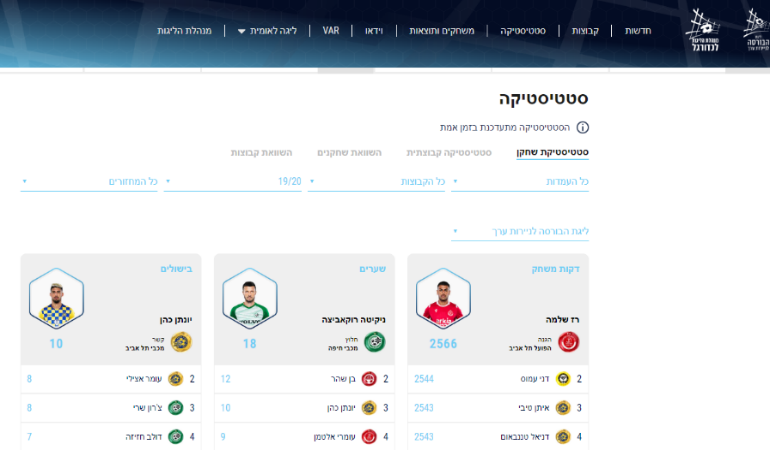 חדשות
קבוצות
סטטיסטיקה
משחקים ותוצאות
וידאו
VAR
ליגה לאומית
מנהלת הליגות
לכדורגל
סטטיסטיקה
הסטטיסטיקה מתעדכנת בזמן אמת
סטטיסטיקת שחקן
סטטיסטיקה קבוצתית
השוואת שחקנים
השוואת קבוצות
כל העמדות
כל הקבוצות
19/20
כל המחזורים
ליגת הבורסה לניירות ערך
דקות משחק
רז שלמה
הגנה
הפועל תל אביב
2566
2 דני עמוס 2544
3 איתן טיבי 2543
4 דניאל טננבאום 2543
שערים
ניקיטה רוקאביצה
חלוץ
מכבי חיפה
18
2 בן שהר 12
3 יונתן כהן 10
4 עומרי אלטמן 9
בישולים
יונתן כהן
קשר
מכבי תל אביב
10
2 עומר אצילי 8
3 צ'רון שרי 8
4 דולב חזיזה 7